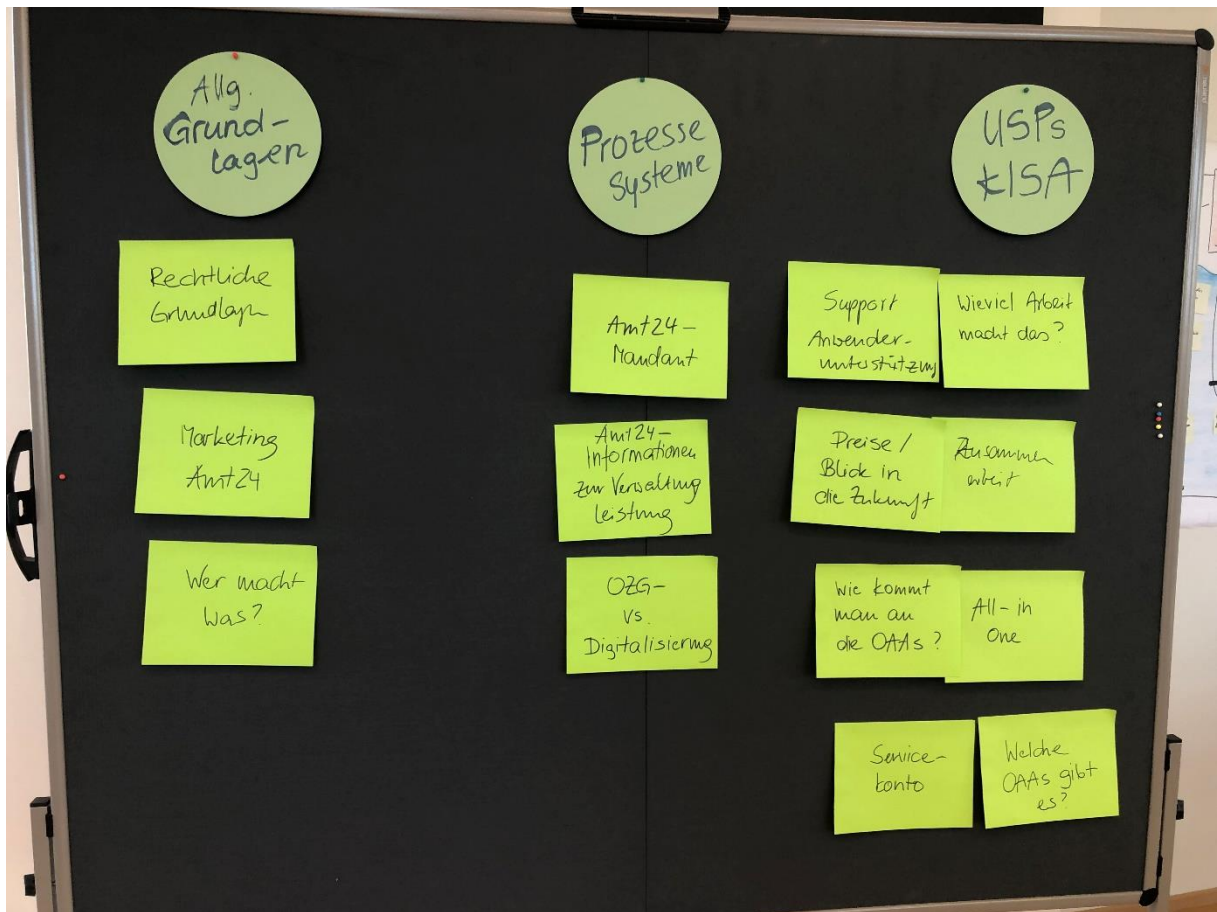 Allg.
Grund-
lagen
Rechtliche
Grundlagen
Marketing
Amt24
Wer macht
was?
Prozesse
Systeme
Amt24-
Mandant
Amt24-
Informationen
zur Verwaltung
leistung
OZG-
vs.
Digitalisierung
USPs
KISA
Support
Anwender-
unterstützung
Wieviel Arbeit
macht das?
Preise/
Blick in
die Zukunft
Zusammen
arbeit
Wie kommt
man an
die OAAs?
All-in
One
Service-
konto
Welche
OAAs gibt
es?